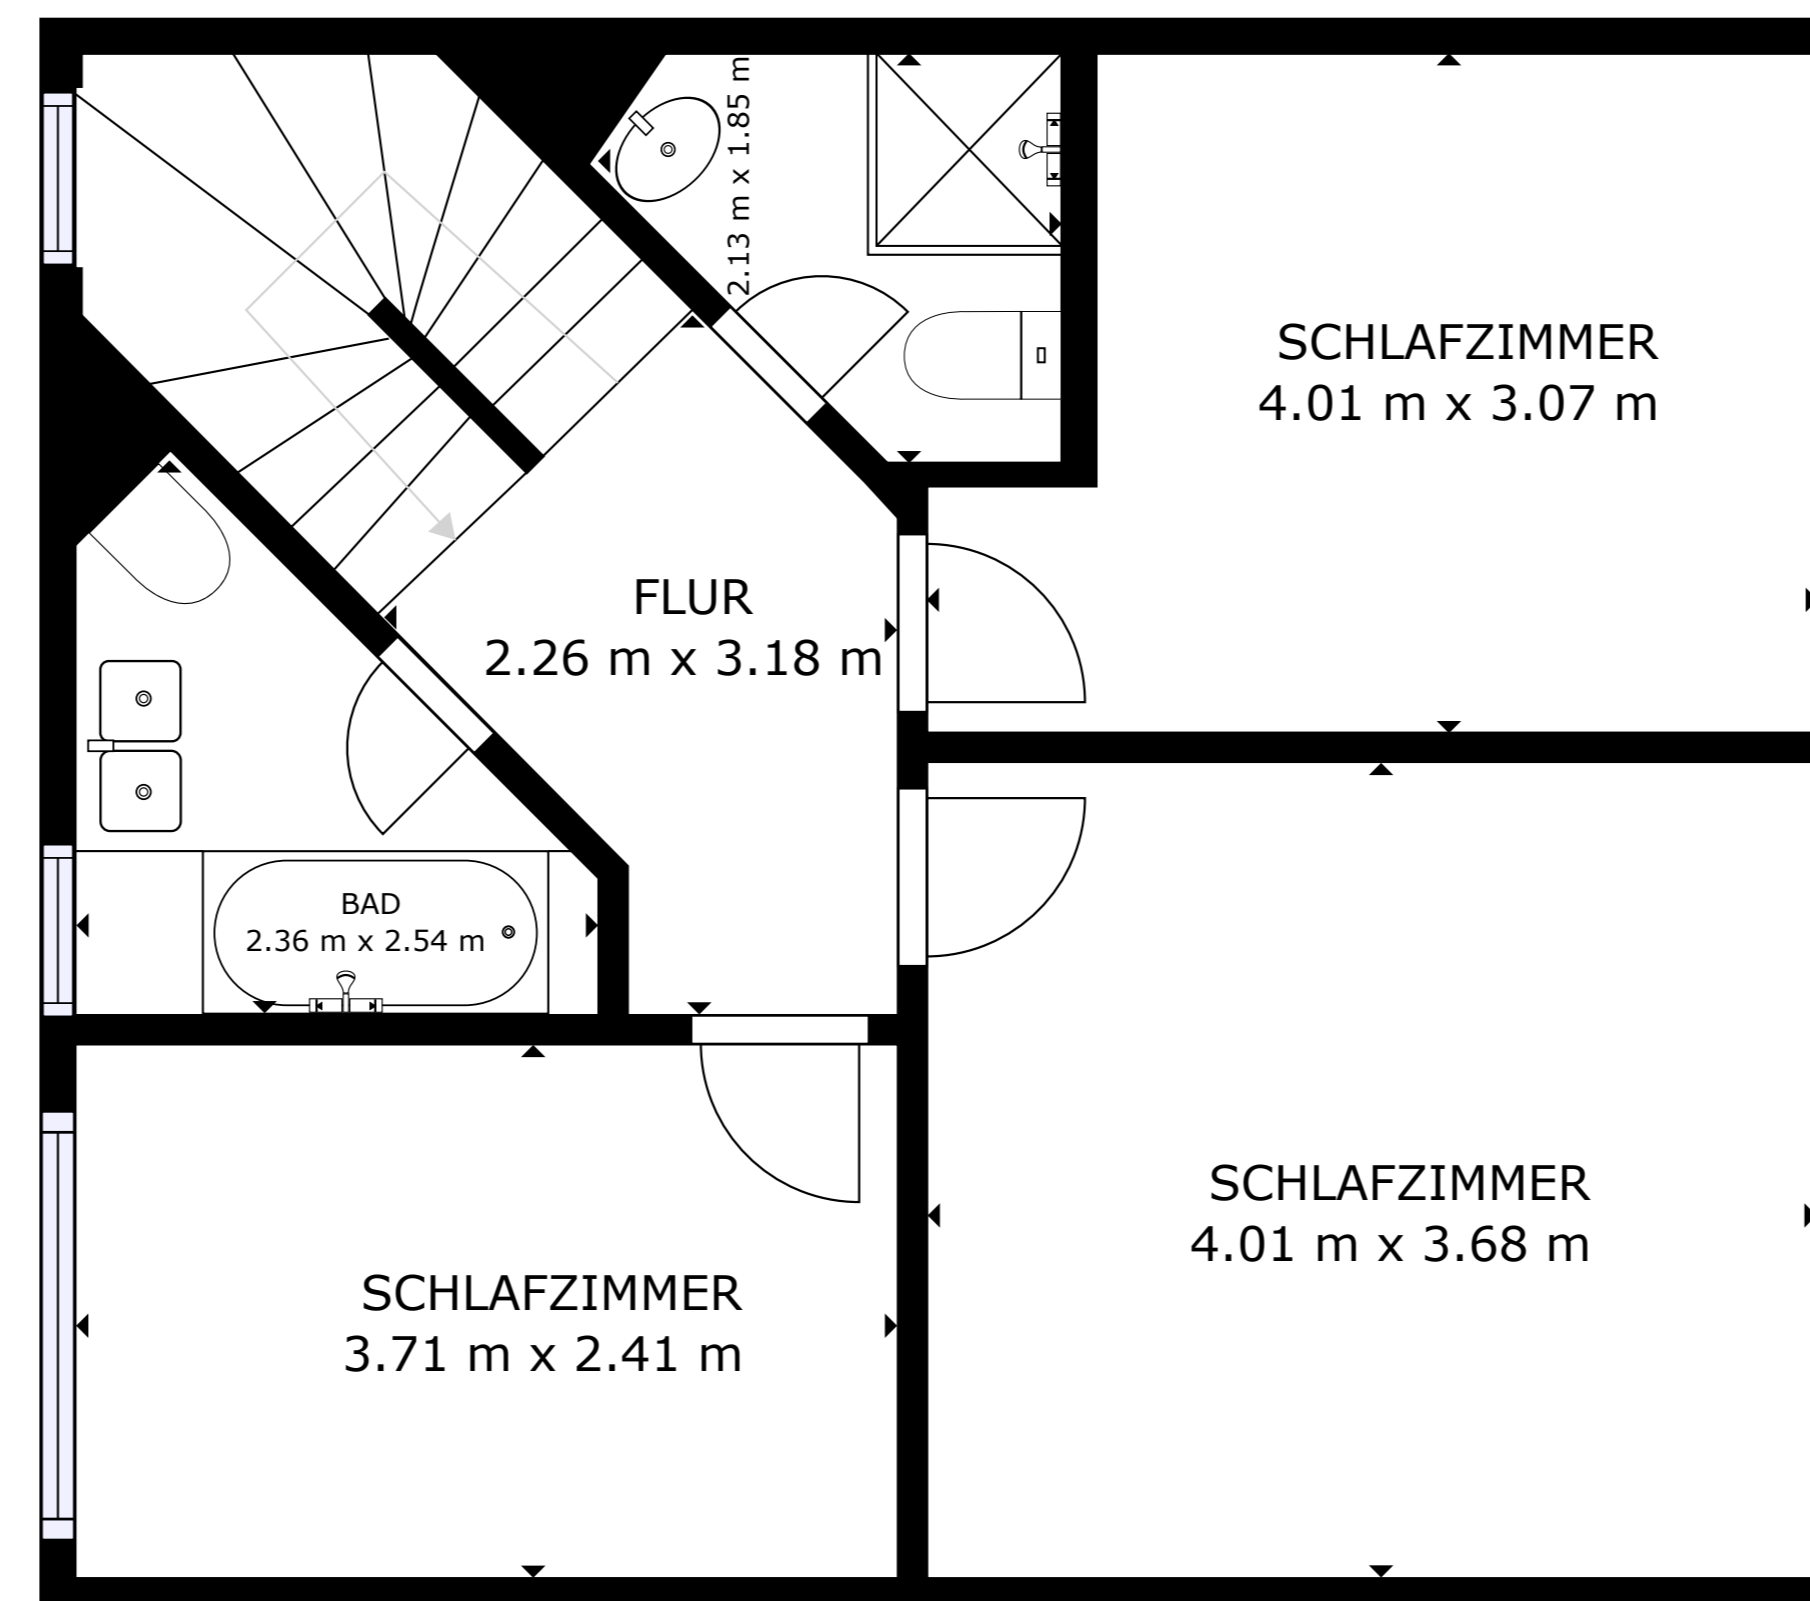 2.13 m x 1.85 m
SCHLAFZIMMER
4.01 m x 3.07 m
FLUR
2.26 m x 3.18 m
BAD
2.36 m x 2.54 m
SCHLAFZIMMER
4.01 m x 3.68 m
SCHLAFZIMMER
3.71 m x 2.41 m